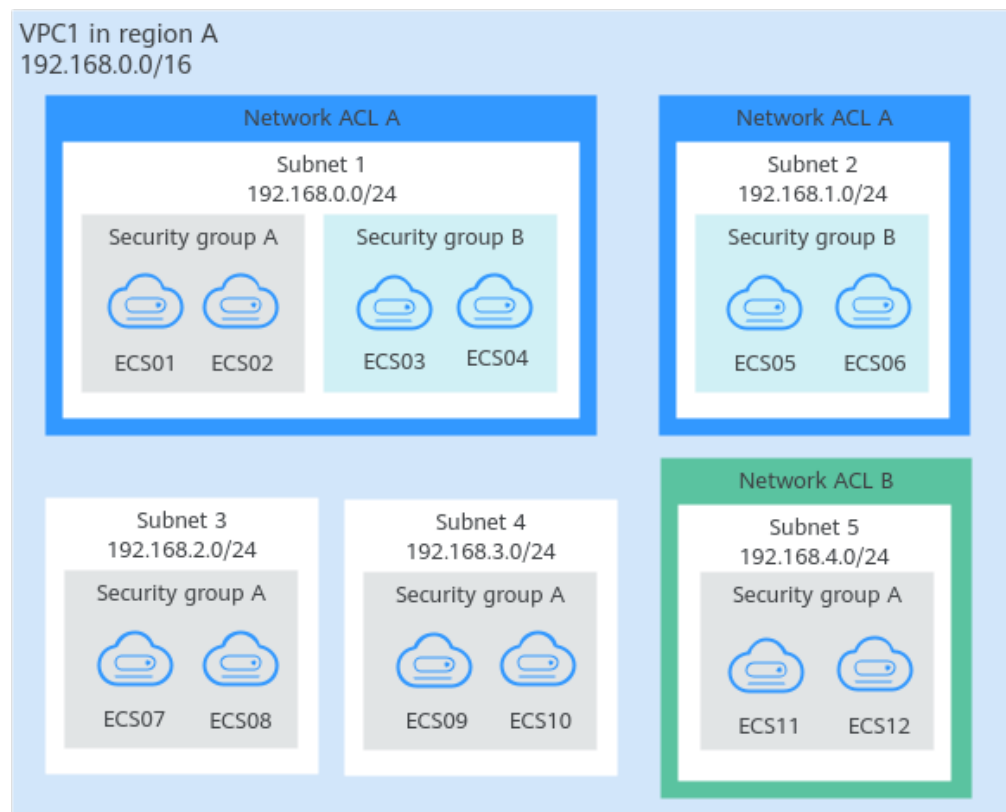 VPC1 in region A
192.168.0.0/16
Network ACL A
Subnet 1
192.168.0.0/24
Security group A
ECS01
ECS02
Security group B
ECS03
ECS04
Network ACL A
Subnet 2
192.168.1.0/24
Security group B
ECS05
ECS06
Subnet 3
192.168.2.0/24
Security group A
ECS07
ECS08
Subnet 4
192.168.3.0/24
Security group A
ECS09
ECS10
Network ACL B
Subnet 5
192.168.4.0/24
Security group A
ECS11
ECS12